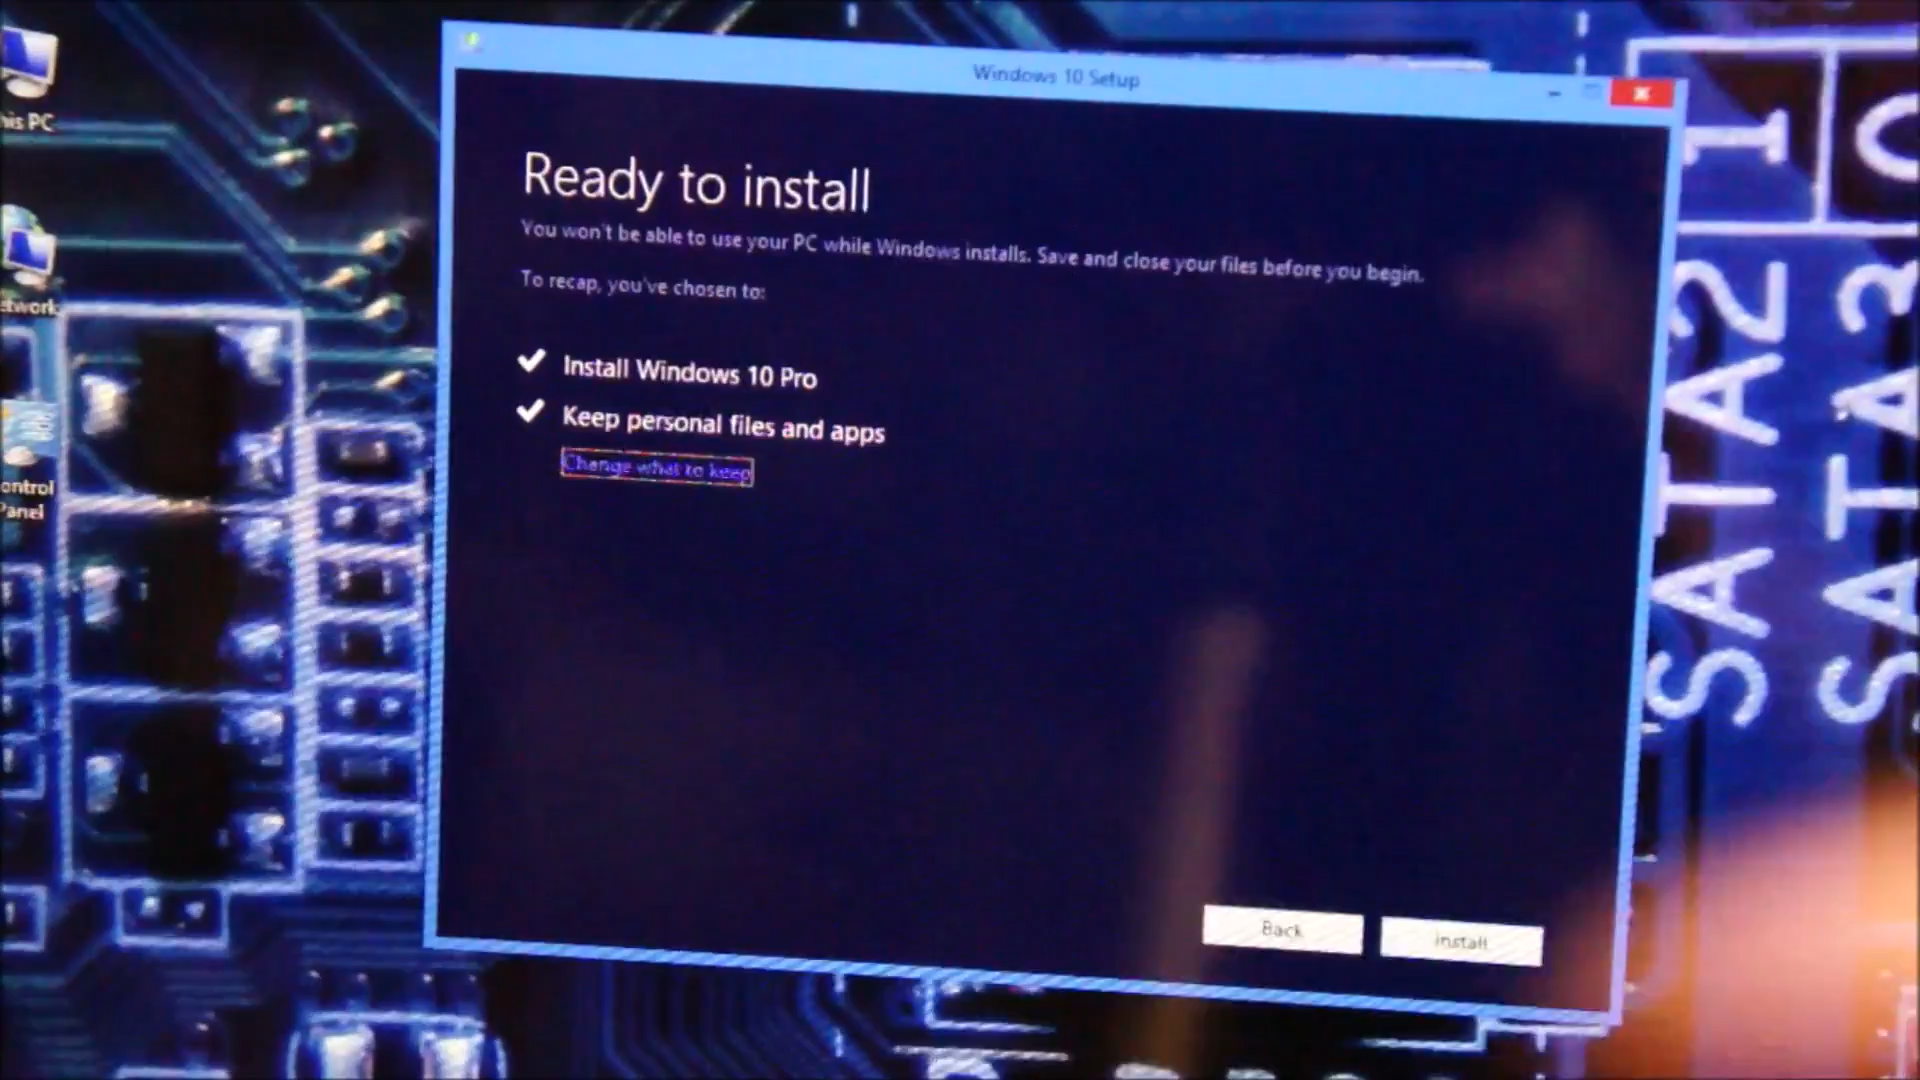 Windows 10 Setup
Ready to install
You won't be able to use your PC while Windows installs. Save and close your files before you begin.
To recap, you've chosen to:
Install Windows 10 Pro
Keep personal files and apps
Change what to keep
Back
Install
his PC
etwork
ontrol
Panel
SATA2
1
SATA3
0